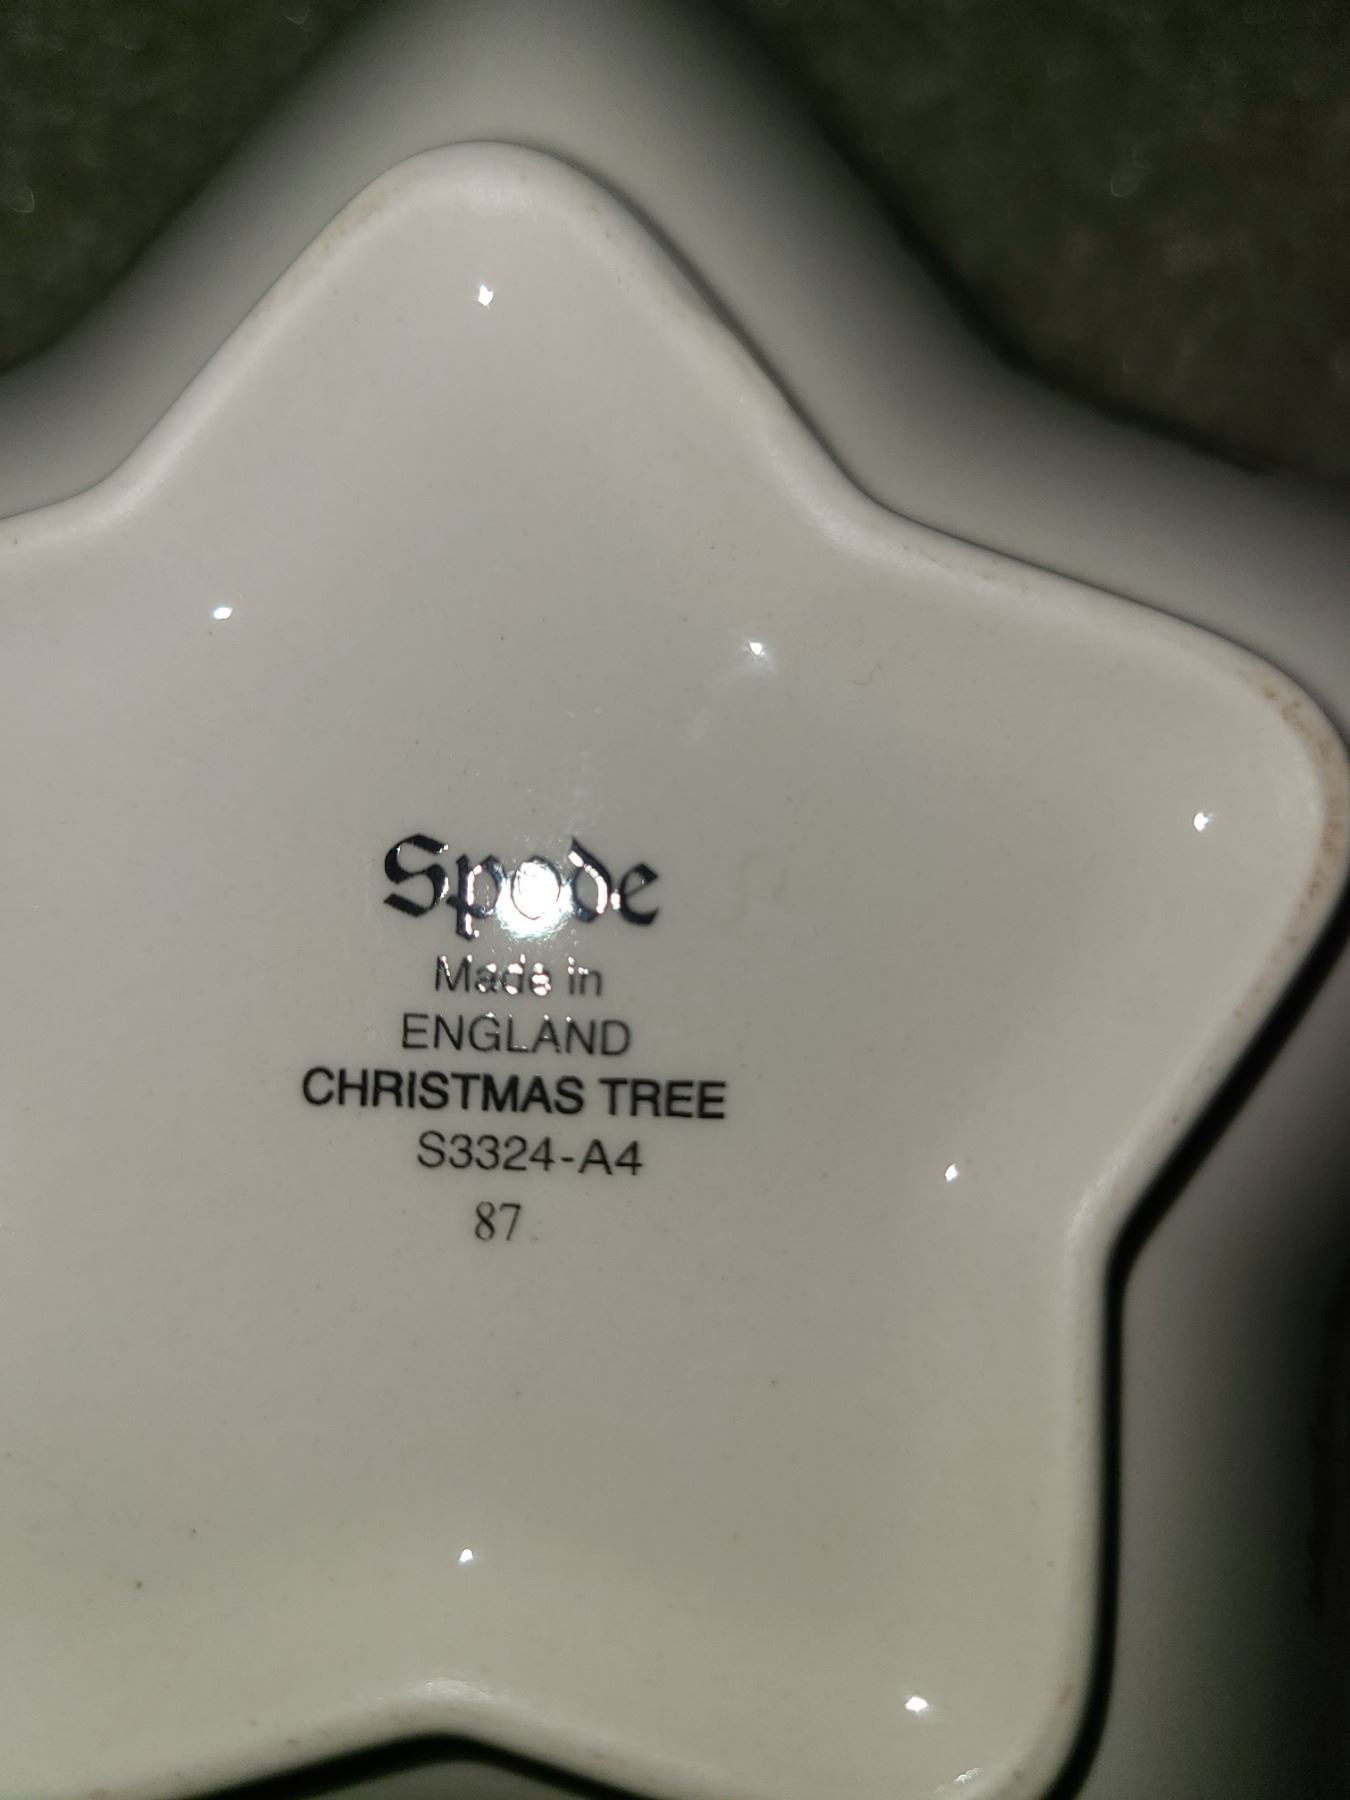 Spode
Made in
ENGLAND
CHRISTMAS TREE
S3324-A4
87